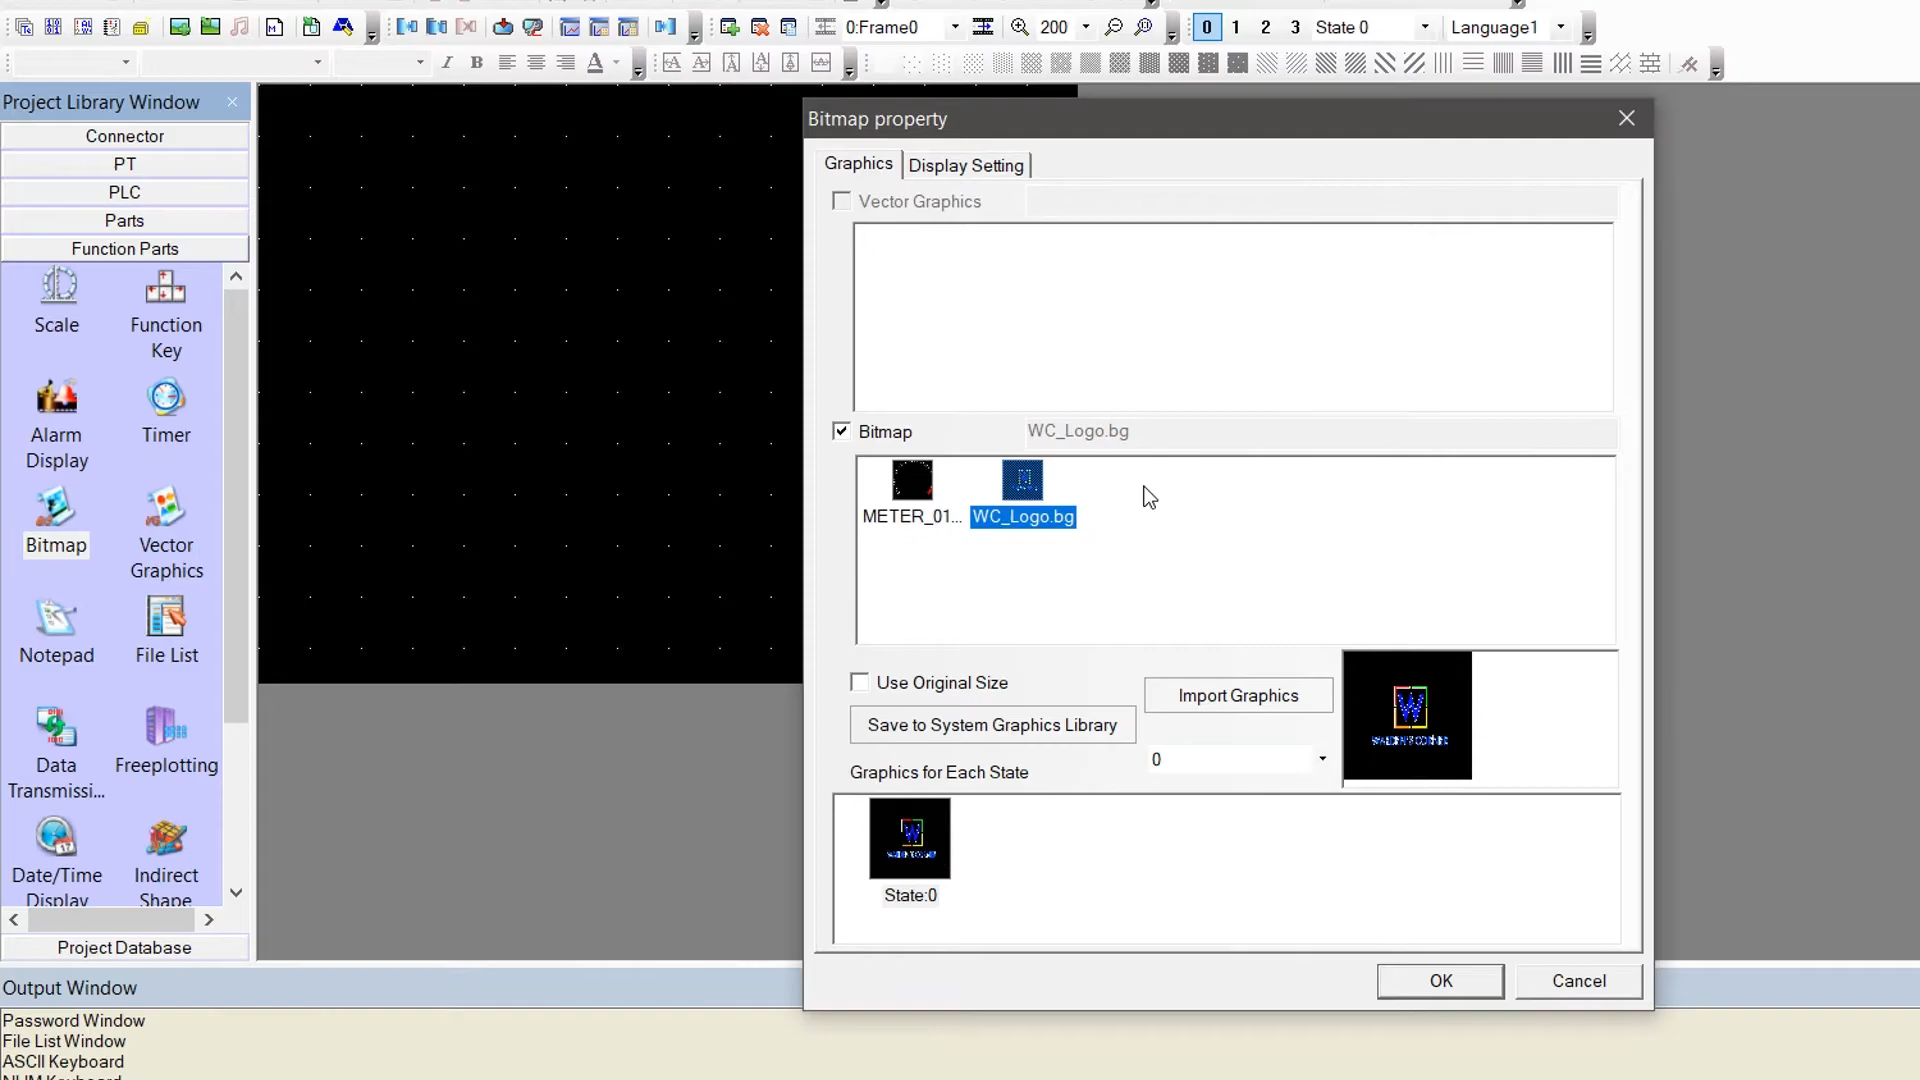 0:Frame0
200
0
1
2
3
State 0
Language1
I
B
A
Project Library Window
Connector
PT
PLC
Parts
Function Parts
Scale
Function
Key
Alarm
Display
Timer
Bitmap
Vector
Graphics
Notepad
File List
Data
Transmissi...
Freeplotting
Date/Time
Display
Indirect
Shape
Project Database
Output Window
Password Window
File List Window
ASCII Keyboard
NUM Keyboard
Bitmap property
Graphics
Display Setting
Vector Graphics
Bitmap
WC_Logo.bg
METER_01...
WC_Logo.bg
Use Original Size
Import Graphics
Save to System Graphics Library
0
Graphics for Each State
W
W
State:0
OK
Cancel